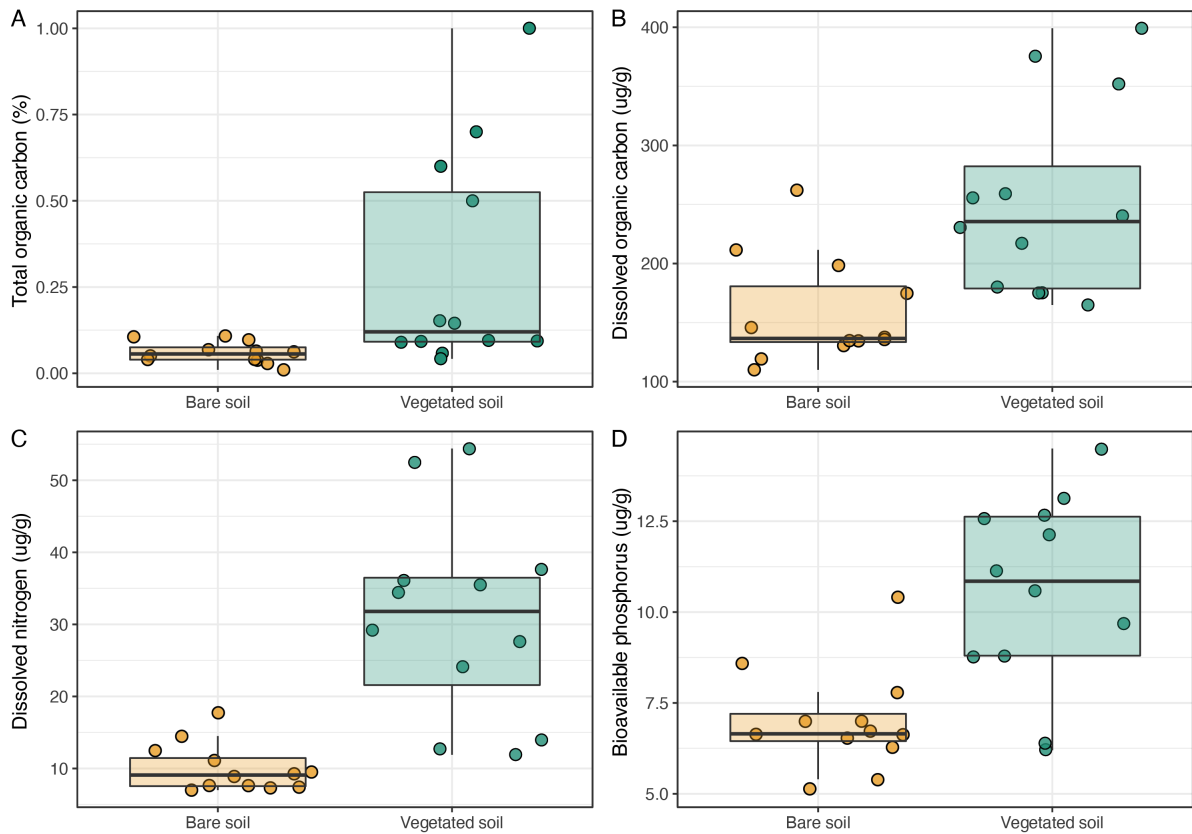 A
Total organic carbon (%)
1.00
0.75
0.50
0.25
0.00
Bare soil
Vegetated soil
B
Dissolved organic carbon (ug/g)
400
300
200
100
Bare soil
Vegetated soil
C
Dissolved nitrogen (ug/g)
50
40
30
20
10
Bare soil
Vegetated soil
D
Bioavailable phosphorus (ug/g)
12.5
10.0
7.5
5.0
Bare soil
Vegetated soil